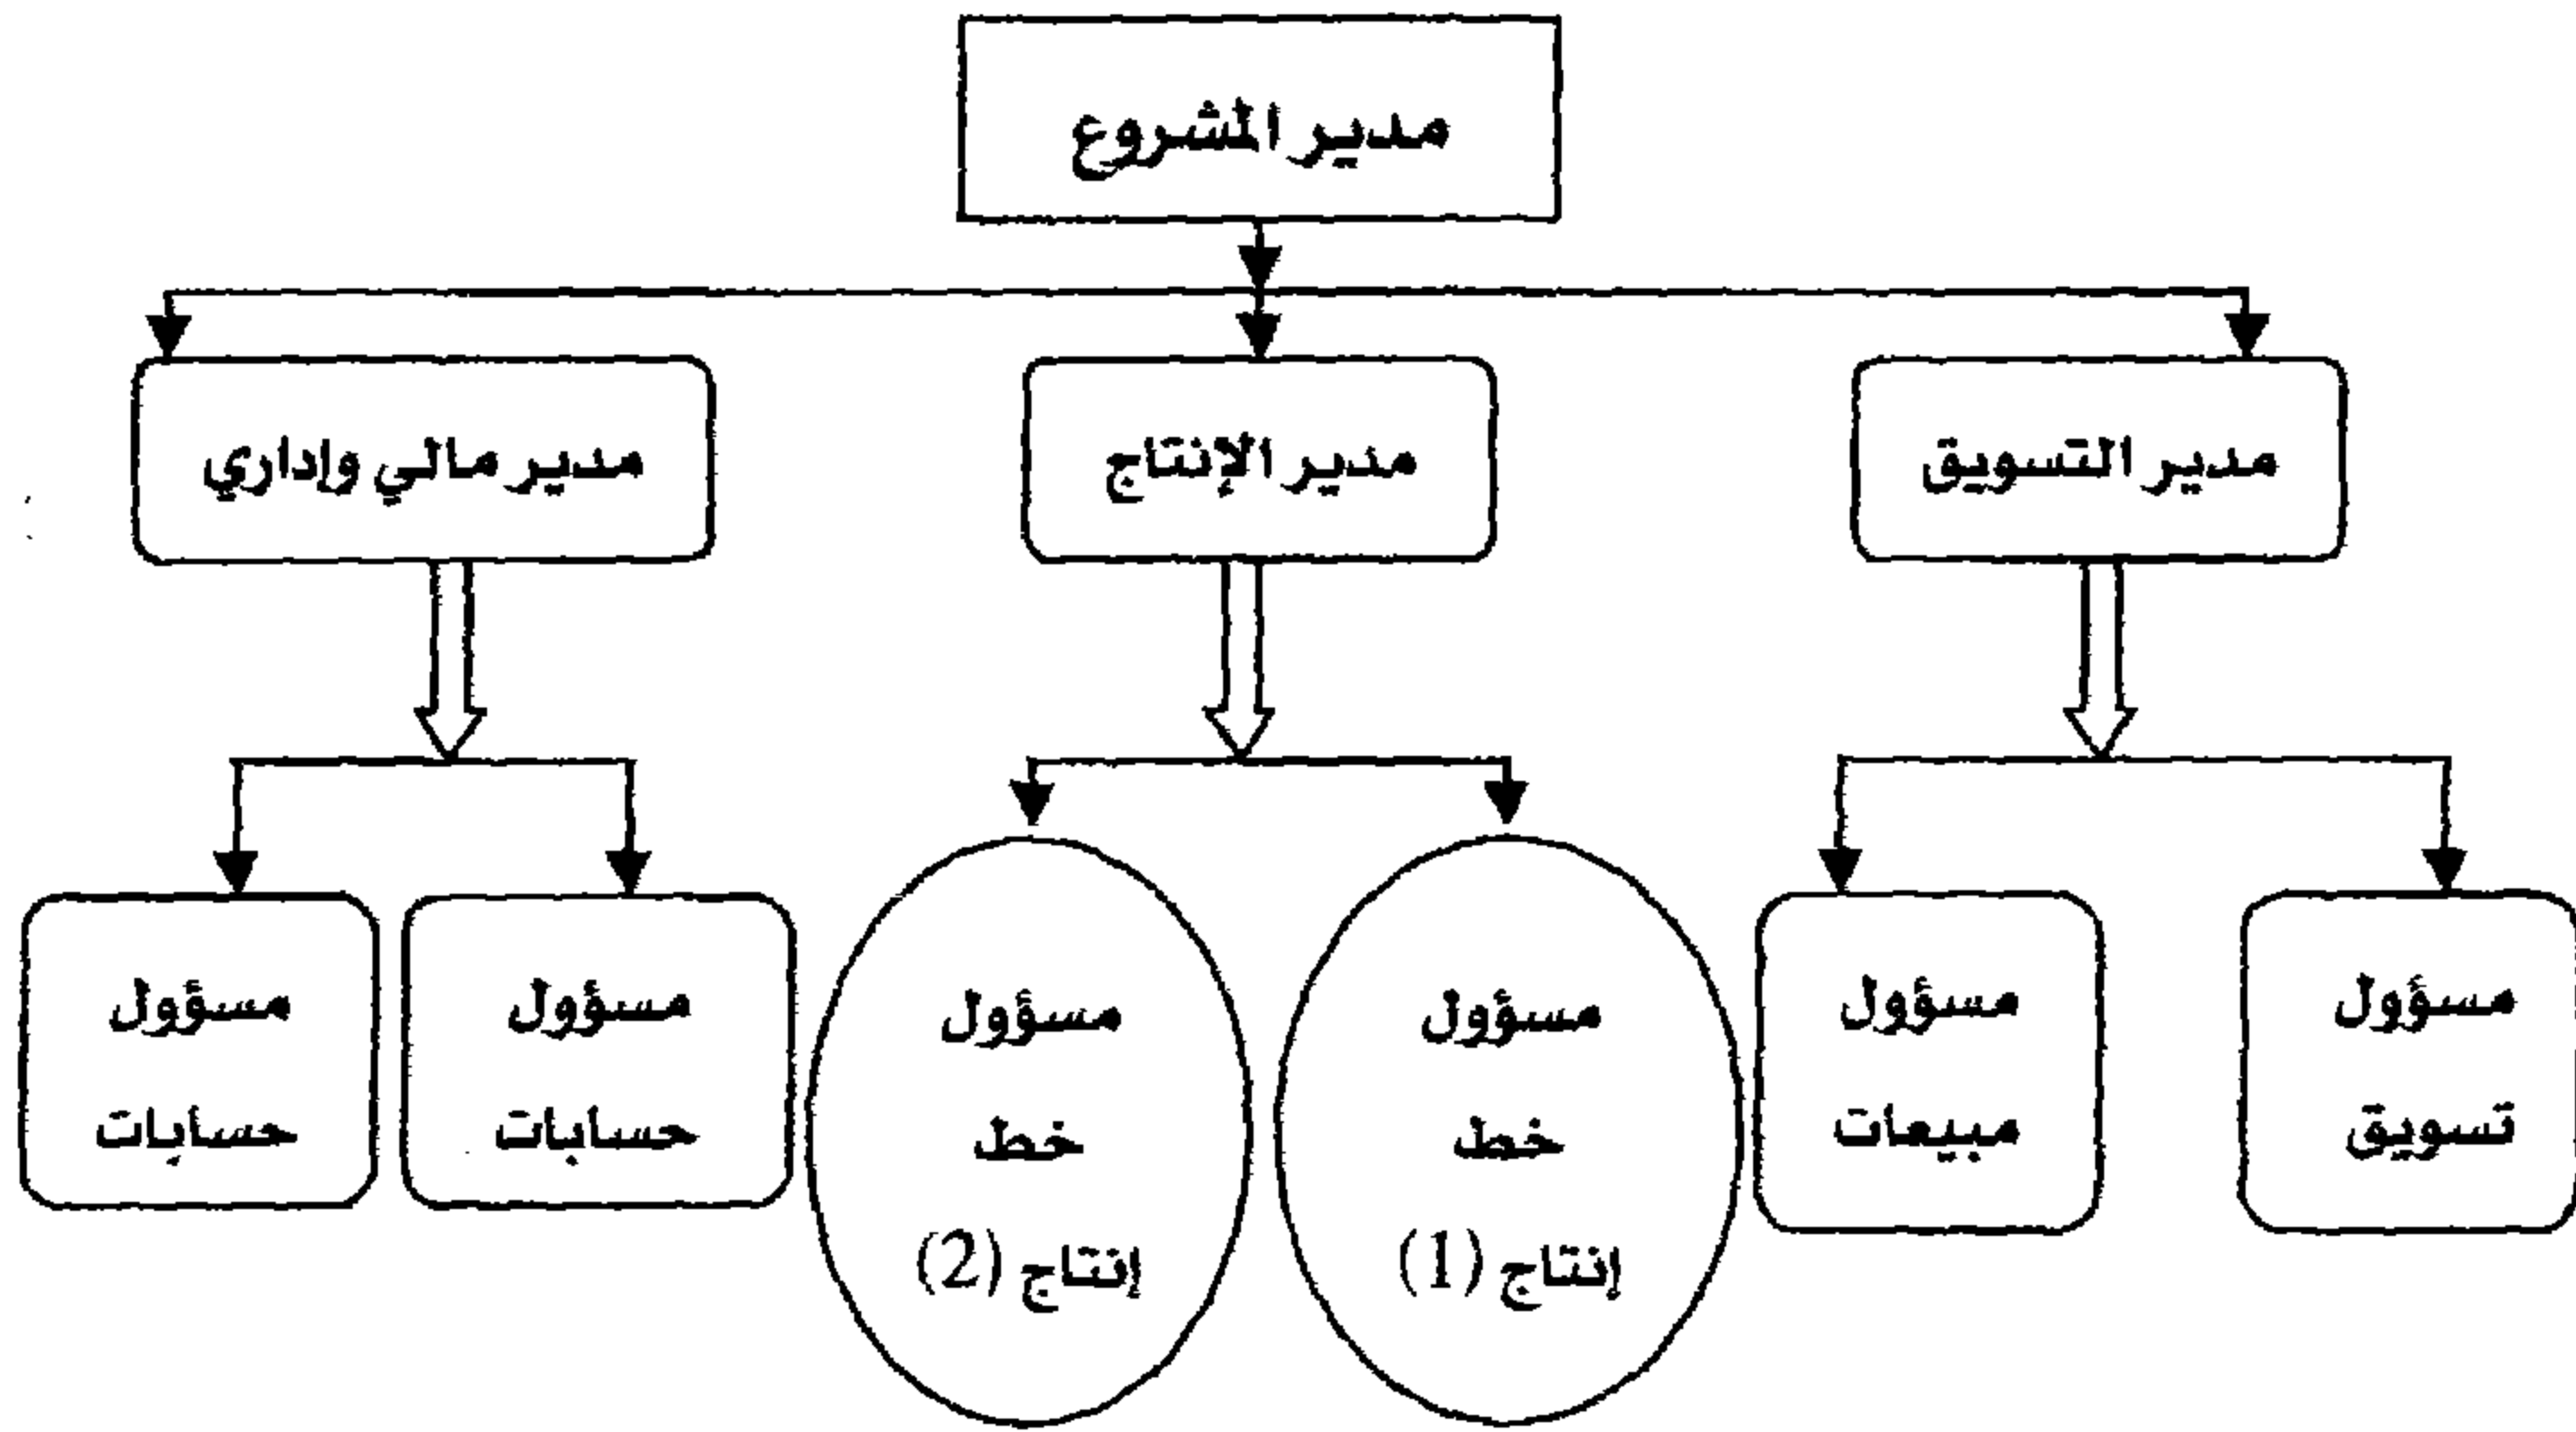 مدير المشروع
مدير التسويق
مدير الإنتاج
مدير مالي وإداري
مسؤول
تسويق
مسؤول
مبيعات
مسؤول
خط
إنتاج (1)
مسؤول
خط
إنتاج (2)
مسؤول
حسابات
مسؤول
حسابات